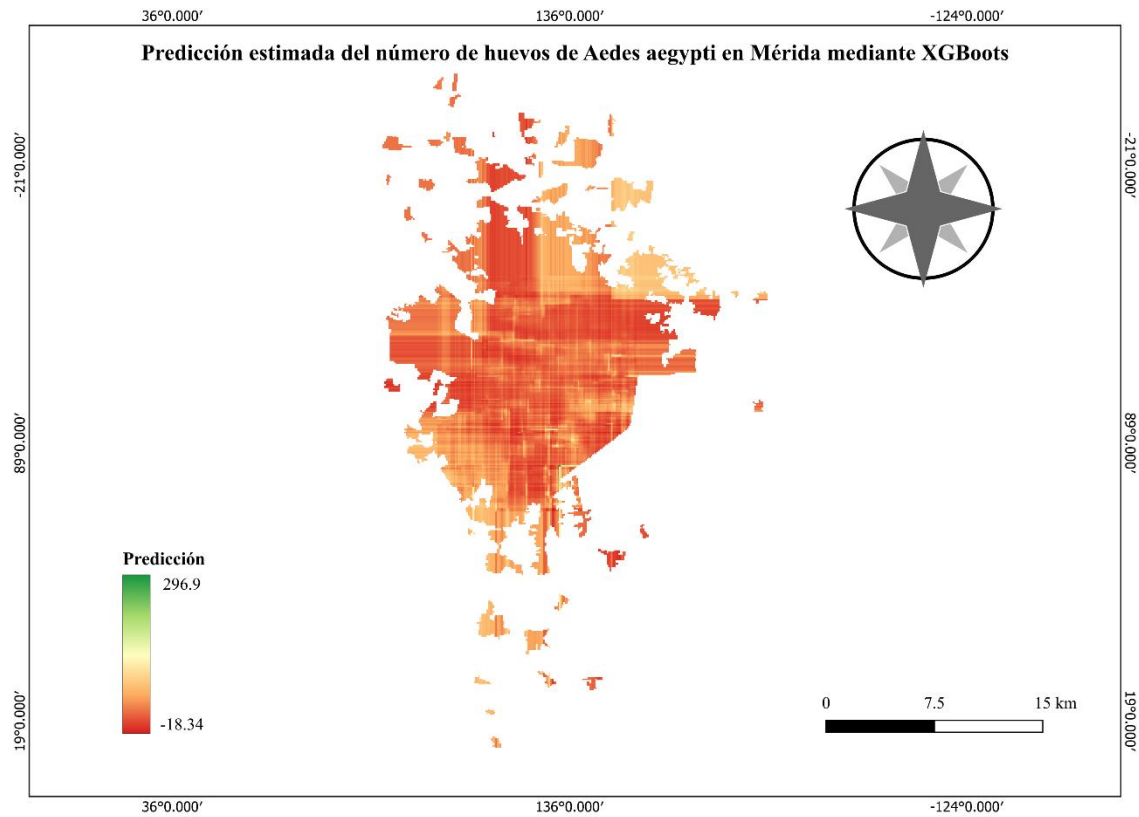 36°0.000′ 136°0.000′ -124°0.000′
Predicción estimada del número de huevos de Aedes aegypti en Mérida mediante XGBoots
-21°0.000′ -21°0.000′
89°0.000′ 89°0.000′
Predicción
296.9
-18.34
0 7.5 15 km
19°0.000′ 19°0.000′
36°0.000′ 136°0.000′ -124°0.000′